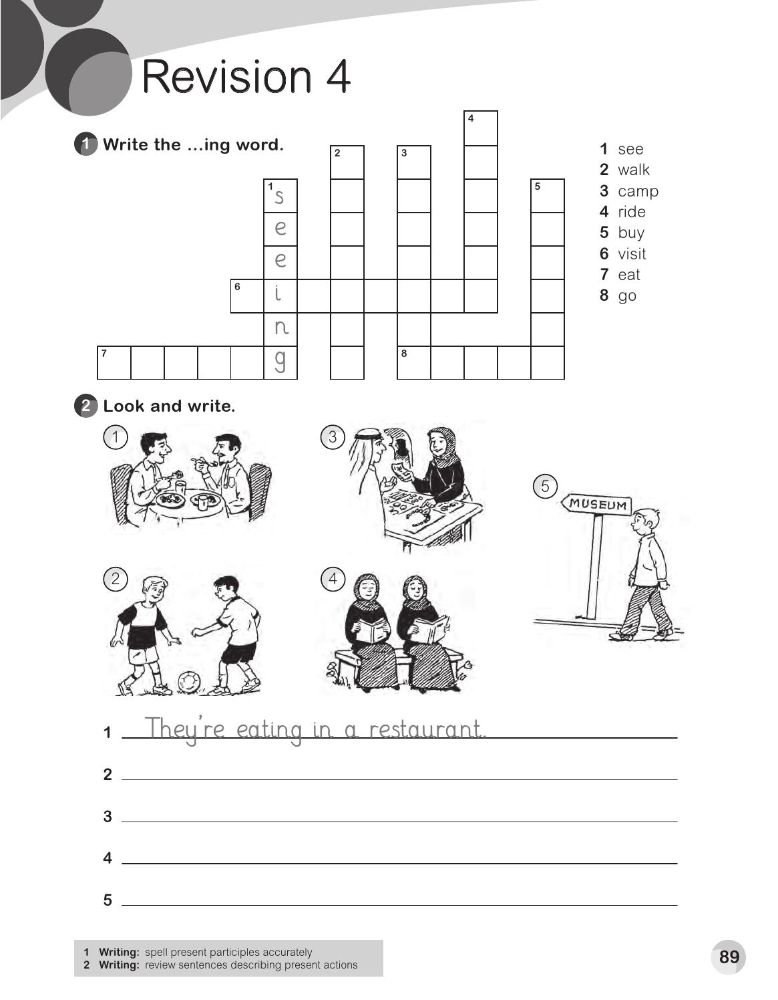 Revision 4
1 Write the ...ing word.
4
2 3
1 s 5
e
e
6 i
n
7 g 8
1 see
2 walk
3 camp
4 ride
5 buy
6 visit
7 eat
8 go
2 Look and write.
1
3
5
MUSEUM
2
4
1 They're eating in a restaurant.
2
3
4
5
1 Writing: spell present participles accurately
2 Writing: review sentences describing present actions
89